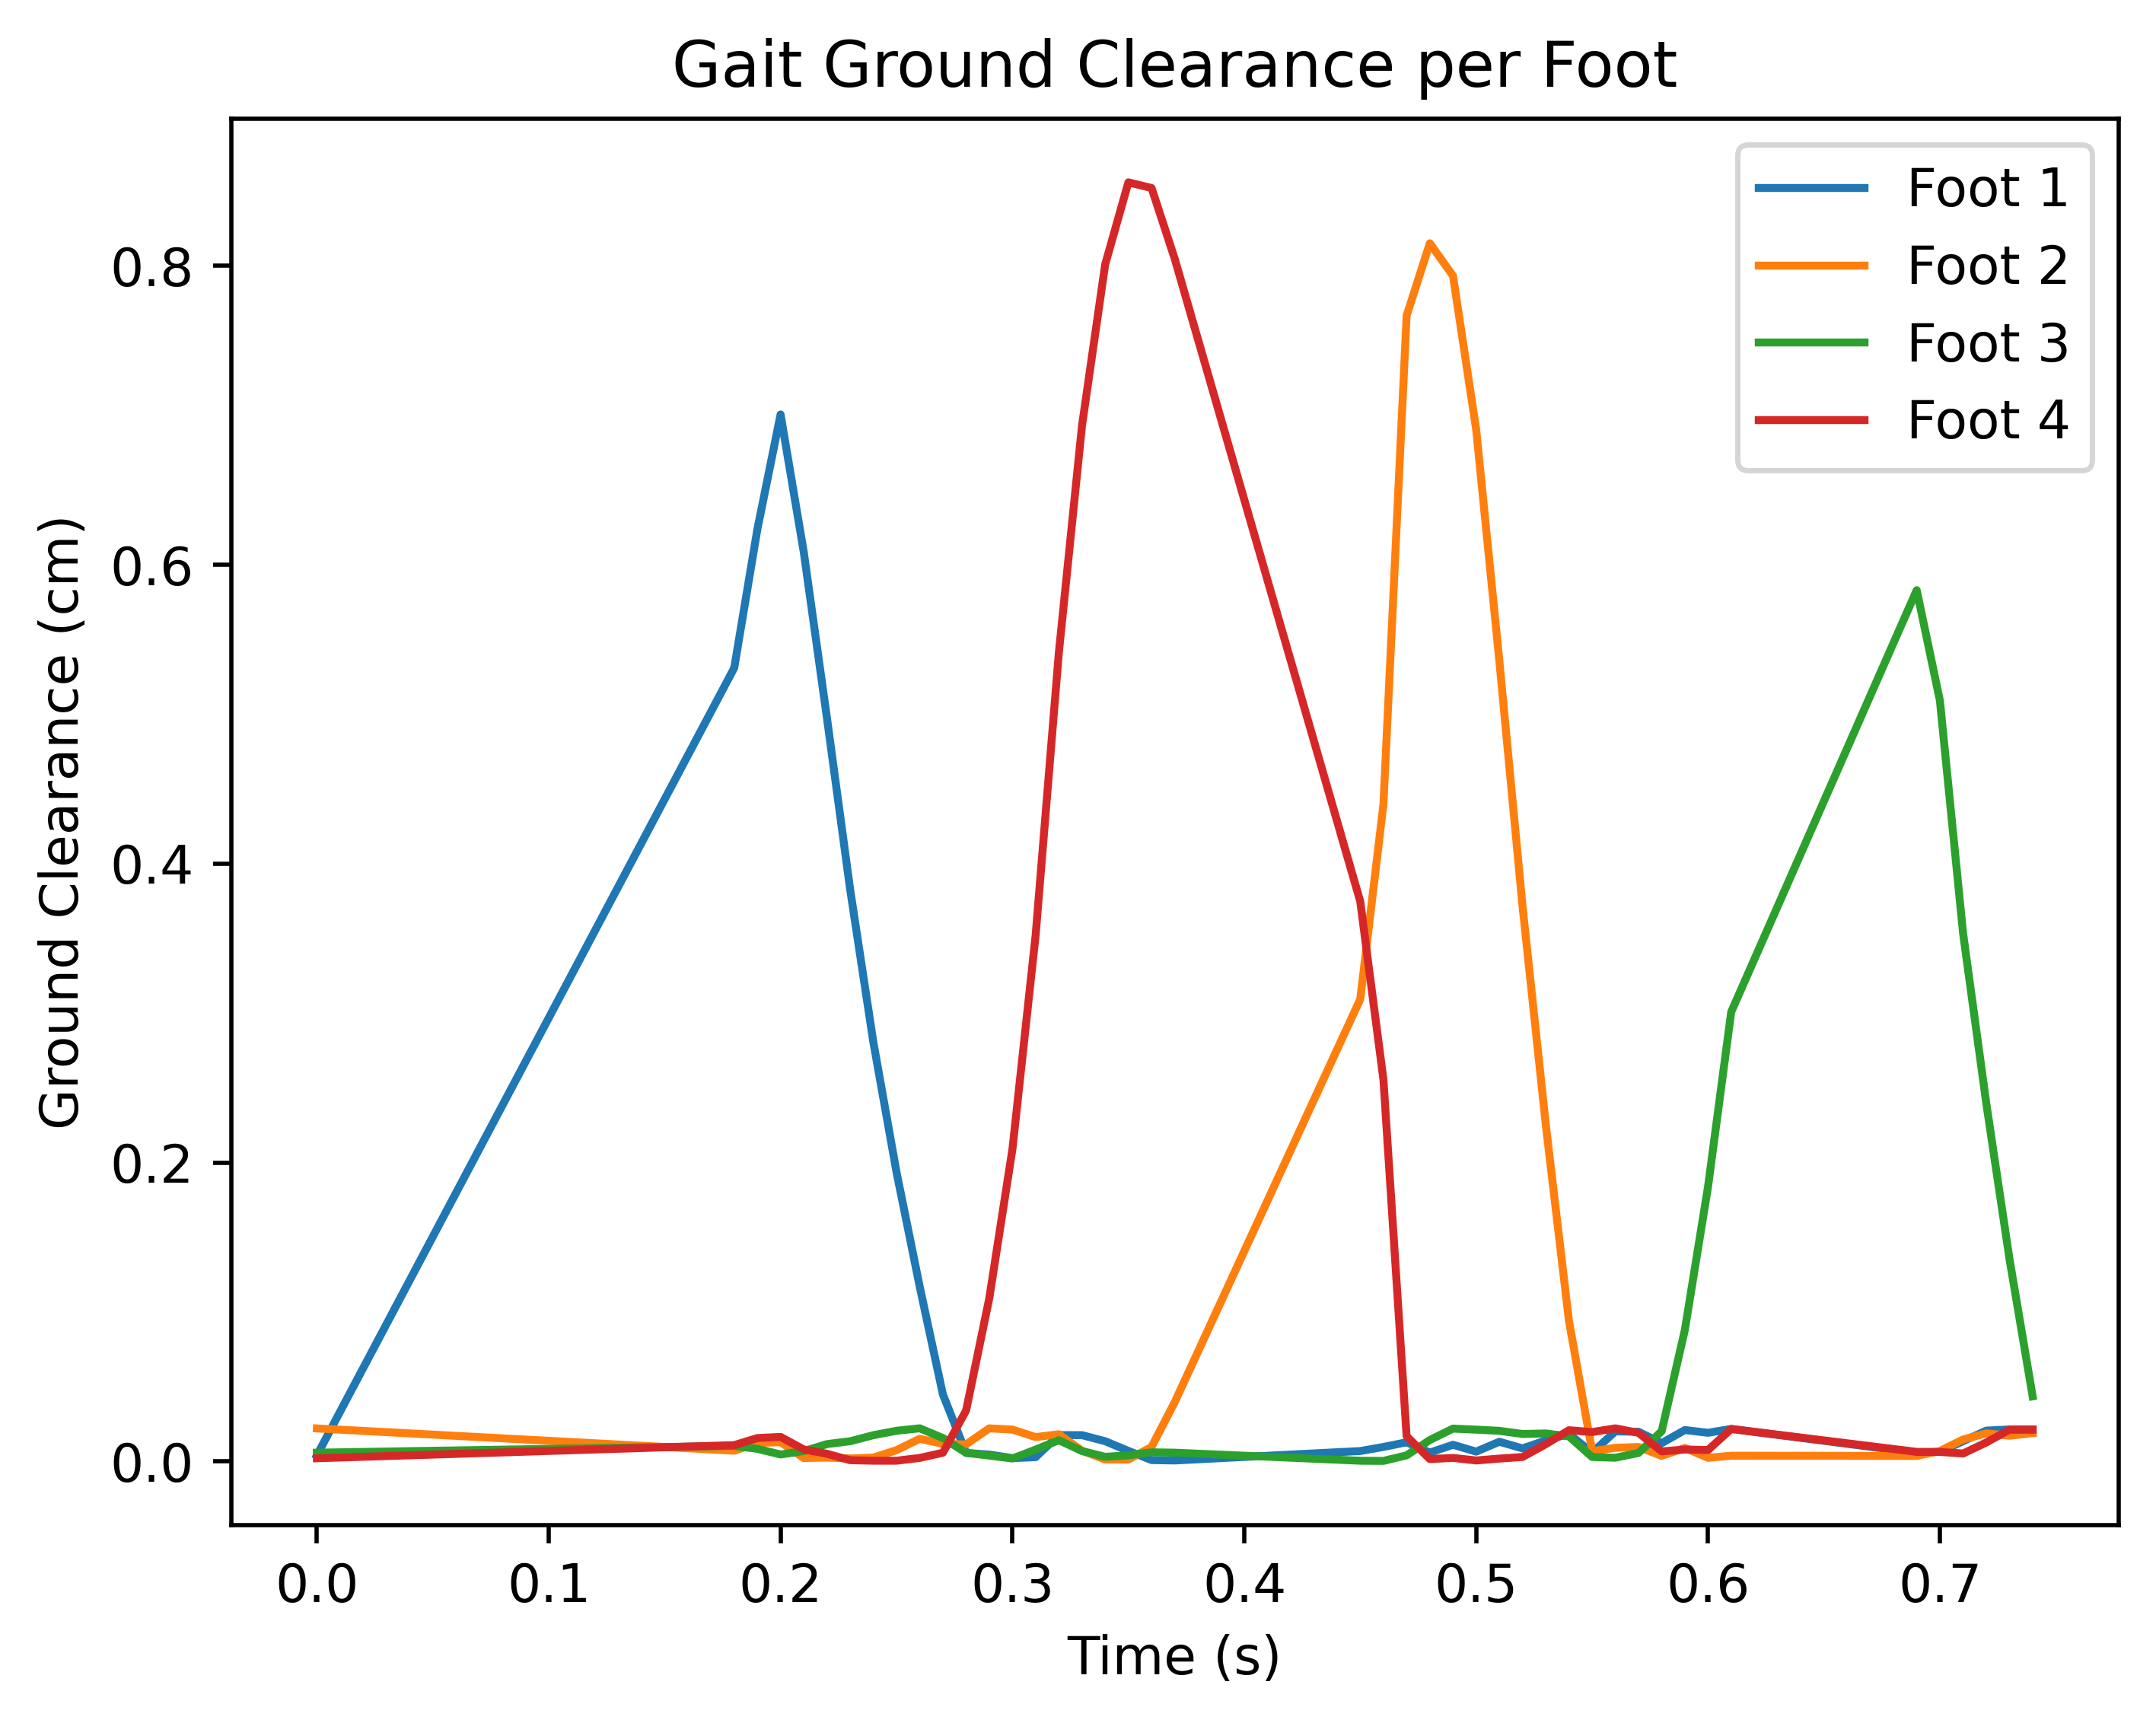 Gait Ground Clearance per Foot
Foot 1
Foot 2
Foot 3
Foot 4
Ground Clearance (cm)
0.8
0.6
0.4
0.2
0.0
0.0 0.1 0.2 0.3 0.4 0.5 0.6 0.7
Time (s)